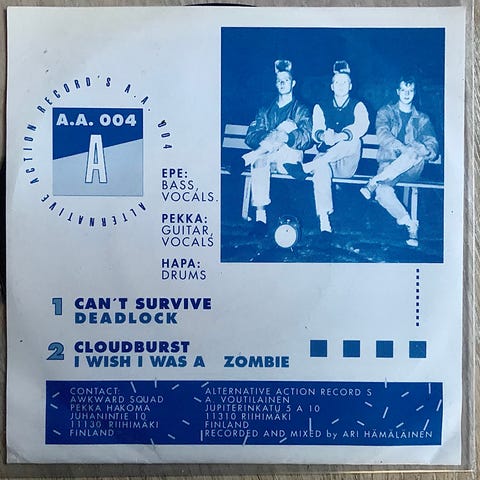 ALTERNATIVE ACTION RECORD'S A.A. 004
A.A. 004
A
EPE:
BASS,
VOCALS.
PEKKA:
GUITAR,
VOCALS
HAPA:
DRUMS
1 CAN'T SURVIVE
DEADLOCK
2 CLOUDBURST
I WISH I WAS A ZOMBIE
CONTACT:
AWKWARD SQUAD
PEKKA HAKOMA
JUHANINTIE 10
11130 RIIHIMÄKI
FINLAND
ALTERNATIVE ACTION RECORD S
A. VOUTILAINEN
JUPITERINKATU 5 A 10
11310 RIIHIMÄKI
FINLAND
RECORDED AND MIXED by ARI HÄMÄLÄINEN